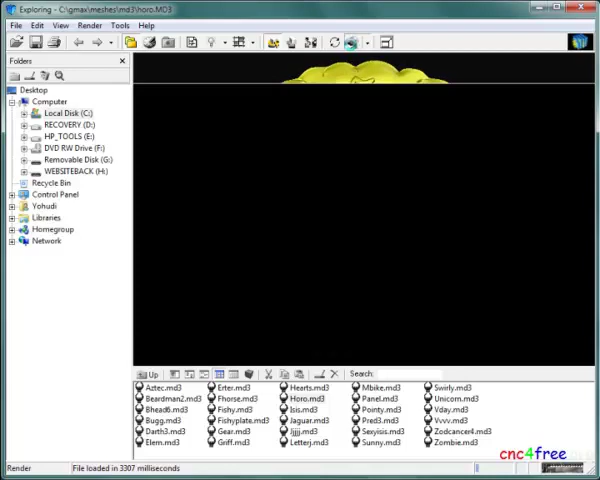 Exploring - C:\gmax\meshes\md3\horo.MD3
File Edit View Render Tools Help
Folders
Desktop
Computer
Local Disk (C:)
RECOVERY (D:)
HP_TOOLS (E:)
DVD RW Drive (F:)
Removable Disk (G:)
WEBSITEBACK (H:)
Recycle Bin
Control Panel
Yohudi
Libraries
Homegroup
Network
Up Search:
Aztec.md3 Erter.md3 Hearts.md3 Mbike.md3 Swirly.md3
Beardman2.md3 Fhorse.md3 Horo.md3 Panel.md3 Unicorn.md3
Bhead6.md3 Fishy.md3 Isis.md3 Pointy.md3 Vday.md3
Bugg.md3 Fishyplate.md3 Jaguar.md3 Pred3.md3 Vvvv.md3
Darth3.md3 Gear.md3 Jjjjj.md3 Sexyisis.md3 Zodcancer4.md3
Elem.md3 Griff.md3 Letterj.md3 Sunny.md3 Zombie.md3
cnc4free.org
Render File loaded in 3307 milliseconds